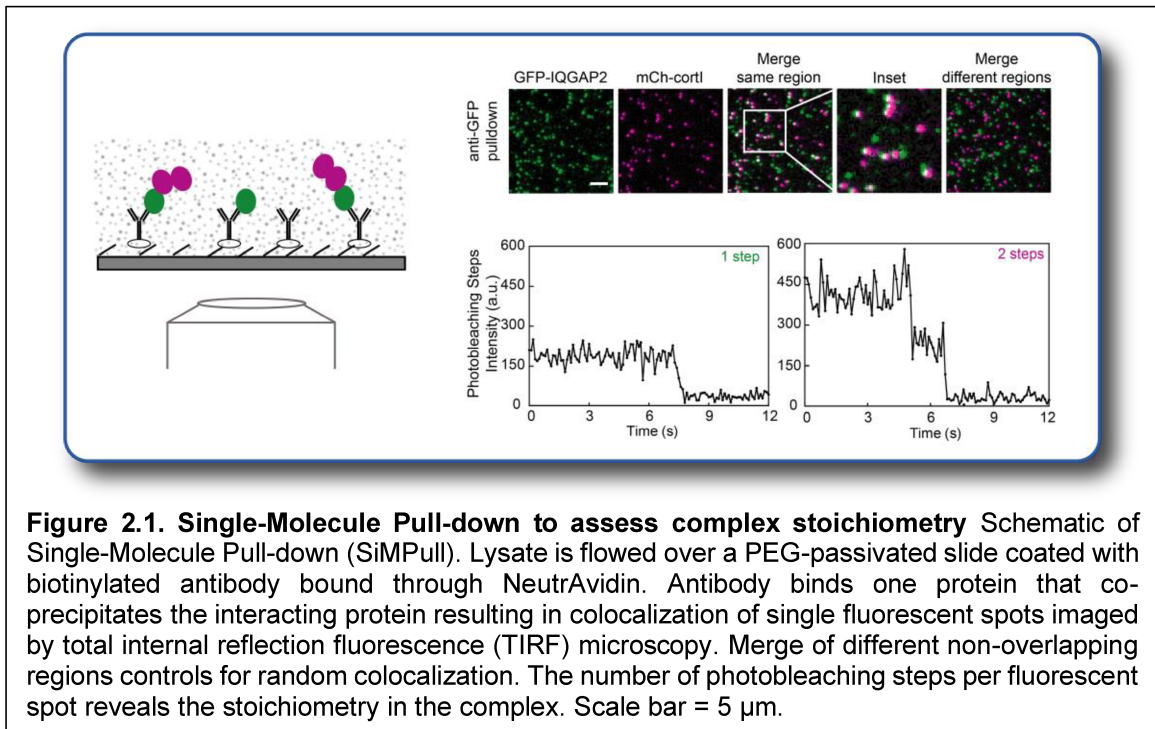 GFP-IQGAP2
mCh-cortI
Merge
same region
Inset
Merge
different regions
anti-GFP
pulldown
Photobleaching Steps
Intensity (a.u.)
600
450
300
150
0
1 step
0 3 6 9 12
Time (s)
600
450
300
150
0
2 steps
0 3 6 9 12
Time (s)
Figure 2.1. Single-Molecule Pull-down to assess complex stoichiometry Schematic of
Single-Molecule Pull-down (SiMPull). Lysate is flowed over a PEG-passivated slide coated with
biotinylated antibody bound through NeutrAvidin. Antibody binds one protein that co-
precipitates the interacting protein resulting in colocalization of single fluorescent spots imaged
by total internal reflection fluorescence (TIRF) microscopy. Merge of different non-overlapping
regions controls for random colocalization. The number of photobleaching steps per fluorescent
spot reveals the stoichiometry in the complex. Scale bar = 5 µm.